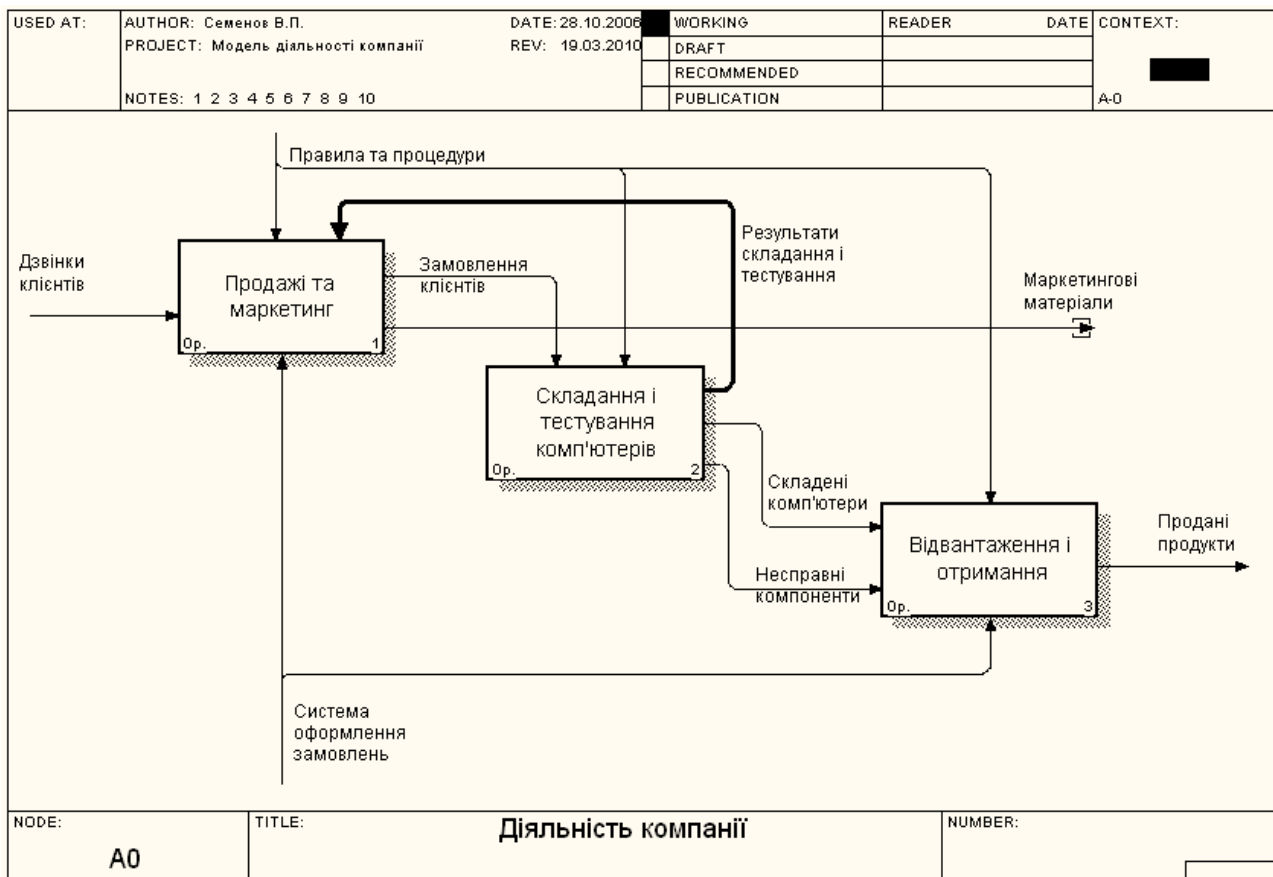 USED AT:
AUTHOR: Семенов В.П.
DATE: 28.10.2006
PROJECT: Модель діяльності компанії
REV: 19.03.2010
NOTES: 1 2 3 4 5 6 7 8 9 10
WORKING
DRAFT
RECOMMENDED
PUBLICATION
READER
DATE
CONTEXT:
A-0
Правила та процедури
Дзвінки
клієнтів
Продажі та
маркетинг
0р.
1
Замовлення
клієнтів
Результати
складання і
тестування
Маркетингові
матеріали
Складання і
тестування
комп'ютерів
0р.
2
Складені
комп'ютери
Несправні
компоненти
Відвантаження і
отримання
0р.
3
Продані
продукти
Система
оформлення
замовлень
NODE:
A0
TITLE:
Діяльність компанії
NUMBER: